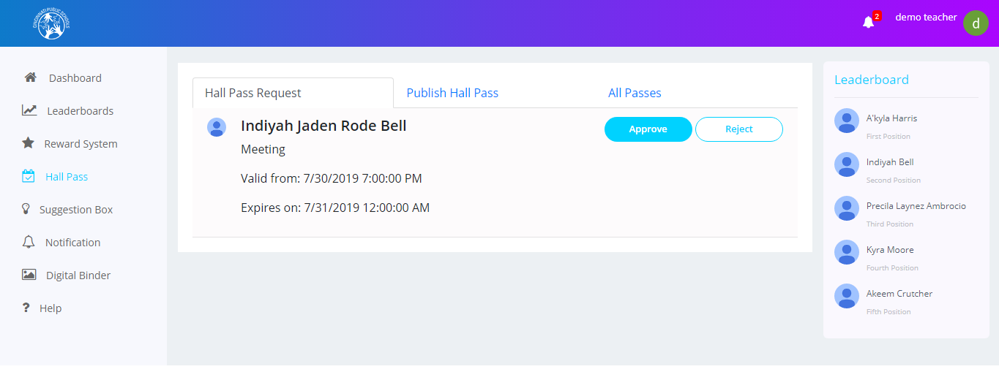 CINCINNATI PUBLIC SCHOOLS
2
demo teacher
d
Dashboard
Leaderboards
Reward System
Hall Pass
Suggestion Box
Notification
Digital Binder
? Help
Hall Pass Request
Publish Hall Pass
All Passes
Indiyah Jaden Rode Bell
Approve
Reject
Meeting
Valid from: 7/30/2019 7:00:00 PM
Expires on: 7/31/2019 12:00:00 AM
Leaderboard
A'kyla Harris
First Position
Indiyah Bell
Second Position
Precila Laynez Ambrocio
Third Position
Kyra Moore
Fourth Position
Akeem Crutcher
Fifth Position